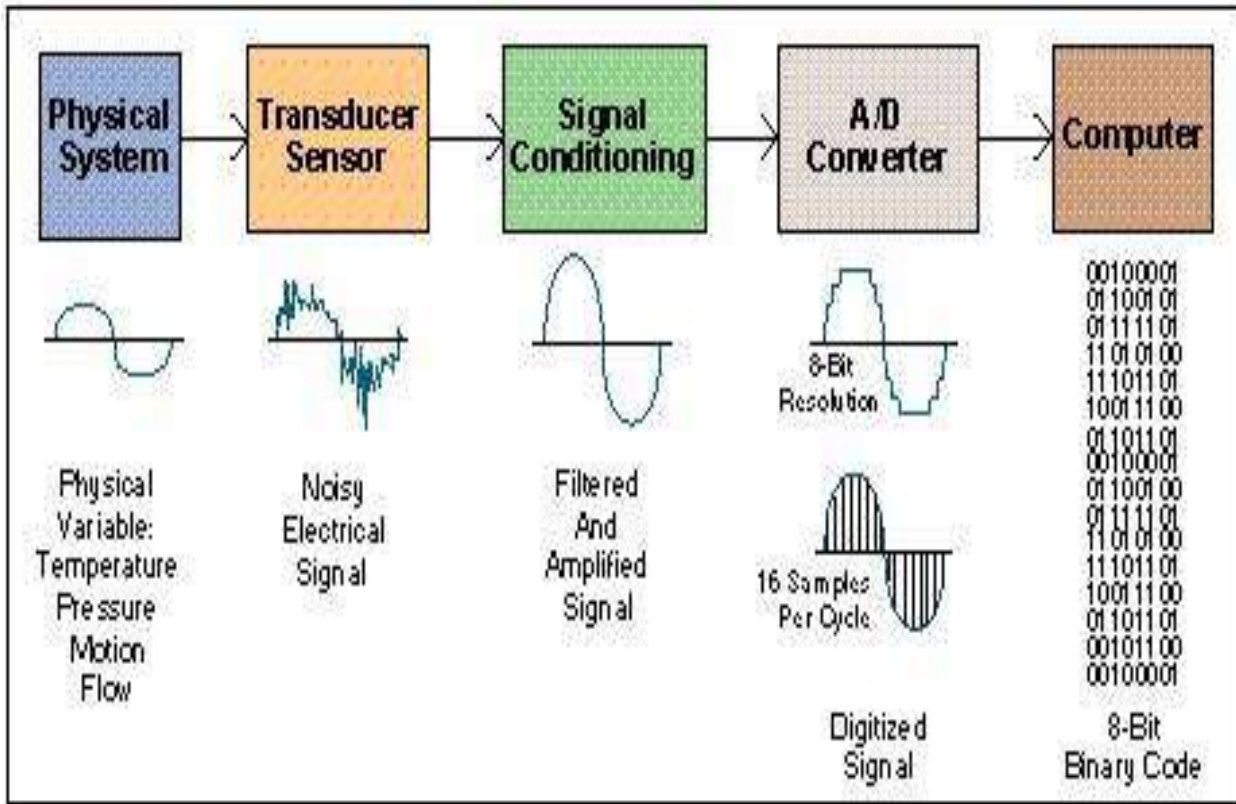 Physical
System
Transducer
Sensor
Signal
Conditioning
A/D
Converter
Computer
Physical
Variable:
Temperature
Pressure
Motion
Flow
Noisy
Electrical
Signal
Filtered
And
Amplified
Signal
8-Bit
Resolution
16 Samples
Per Cycle
Digitized
Signal
00100001
01100101
01111101
11010100
11101101
10011100
01101101
00100001
01100100
01111101
11010100
11101101
10011100
01101101
00101100
00100001
8-Bit
Binary Code